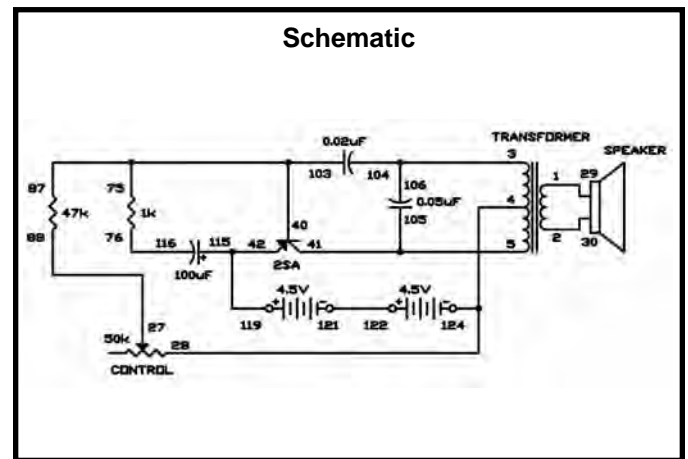 Schematic
0.02uF
TRANSFORMER
SPEAKER
103
104
3
87
75
106
1
29
47k
1k
0.05uF
4
40
105
88
76
116
115
42
41
5
2
30
2SA
100uF
+
4.5V
4.5V
+
-
+
-
119
121
122
124
27
50k
28
CONTROL